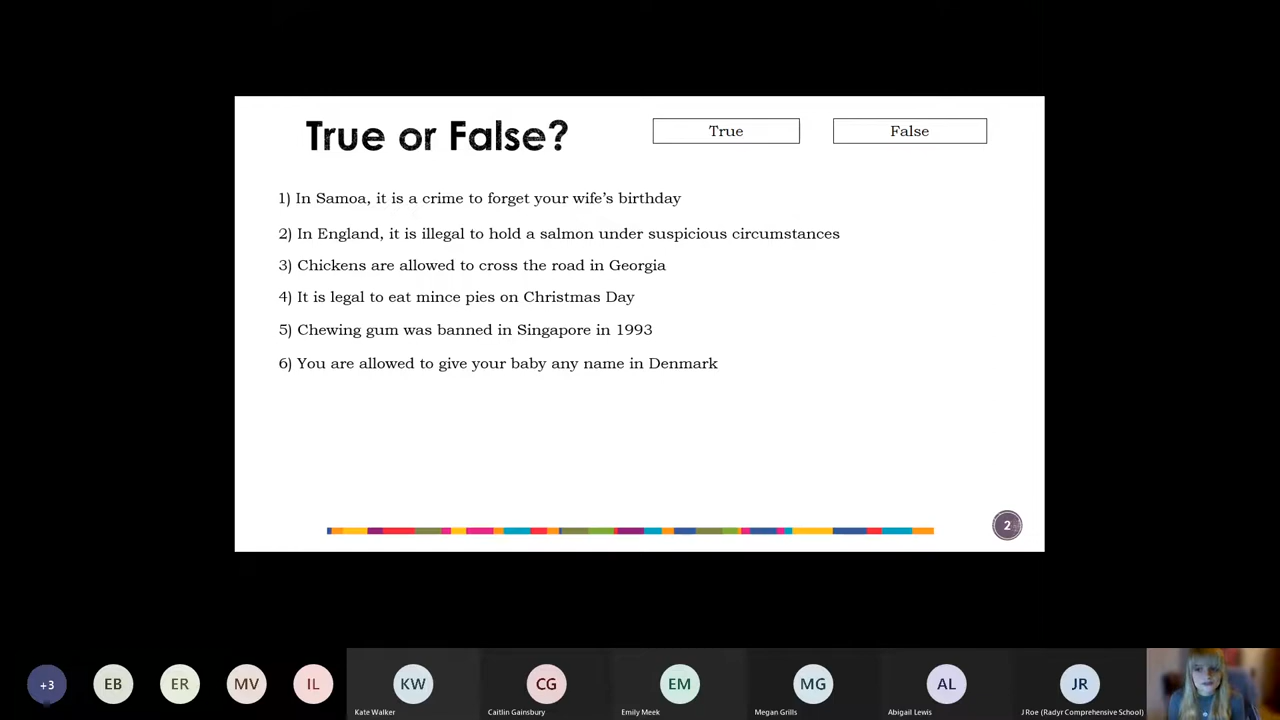 True or False?
True
False
1) In Samoa, it is a crime to forget your wife's birthday
2) In England, it is illegal to hold a salmon under suspicious circumstances
3) Chickens are allowed to cross the road in Georgia
4) It is legal to eat mince pies on Christmas Day
5) Chewing gum was banned in Singapore in 1993
6) You are allowed to give your baby any name in Denmark
2
+3
EB
ER
MV
IL
KW
CG
EM
MG
AL
JR
Kate Walker
Caitlin Gainsbury
Emily Meek
Megan Grills
Abigail Lewis
J Roe (Radyr Comprehensive School)